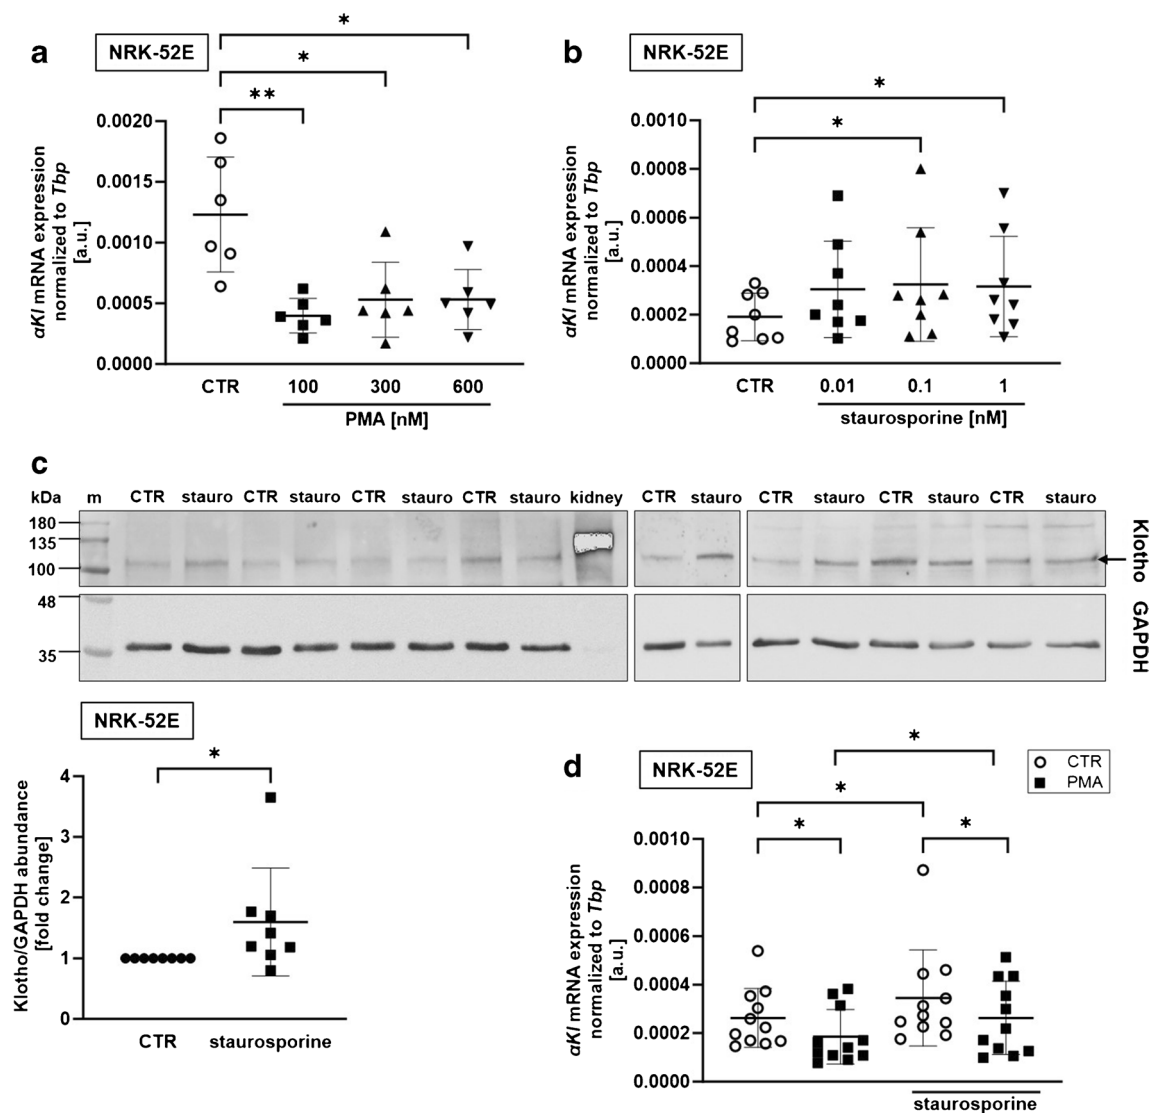 a
NRK-52E
*
*
**
αKl mRNA expression
normalized to Tbp
[a.u.]
0.0020
0.0015
0.0010
0.0005
0.0000
CTR 100 300 600
PMA [nM]
b
NRK-52E
*
*
αKl mRNA expression
normalized to Tbp
[a.u.]
0.0010
0.0008
0.0006
0.0004
0.0002
0.0000
CTR 0.01 0.1 1
staurosporine [nM]
c
kDa m CTR stauro CTR stauro CTR stauro CTR stauro kidney CTR stauro CTR stauro CTR stauro CTR stauro
180
135
100
Klotho
48
35
GAPDH
NRK-52E
*
Klotho/GAPDH abundance
[fold change]
4
3
2
1
0
CTR staurosporine
d
NRK-52E
CTR
PMA
*
*
*
*
αKl mRNA expression
normalized to Tbp
[a.u.]
0.0010
0.0008
0.0006
0.0004
0.0002
0.0000
staurosporine